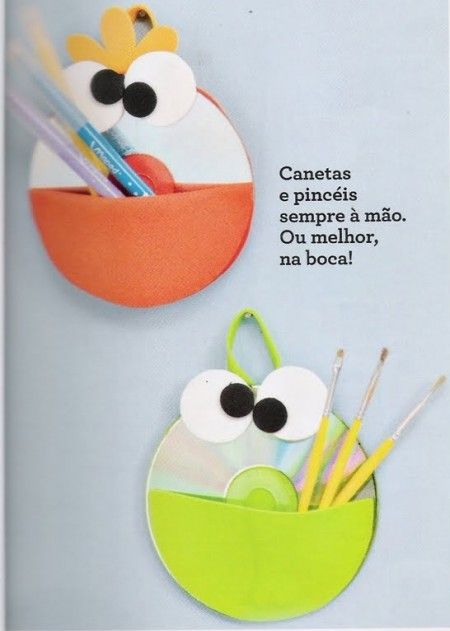 Canetas
e pincéis
sempre à mão.
Ou melhor,
na boca!